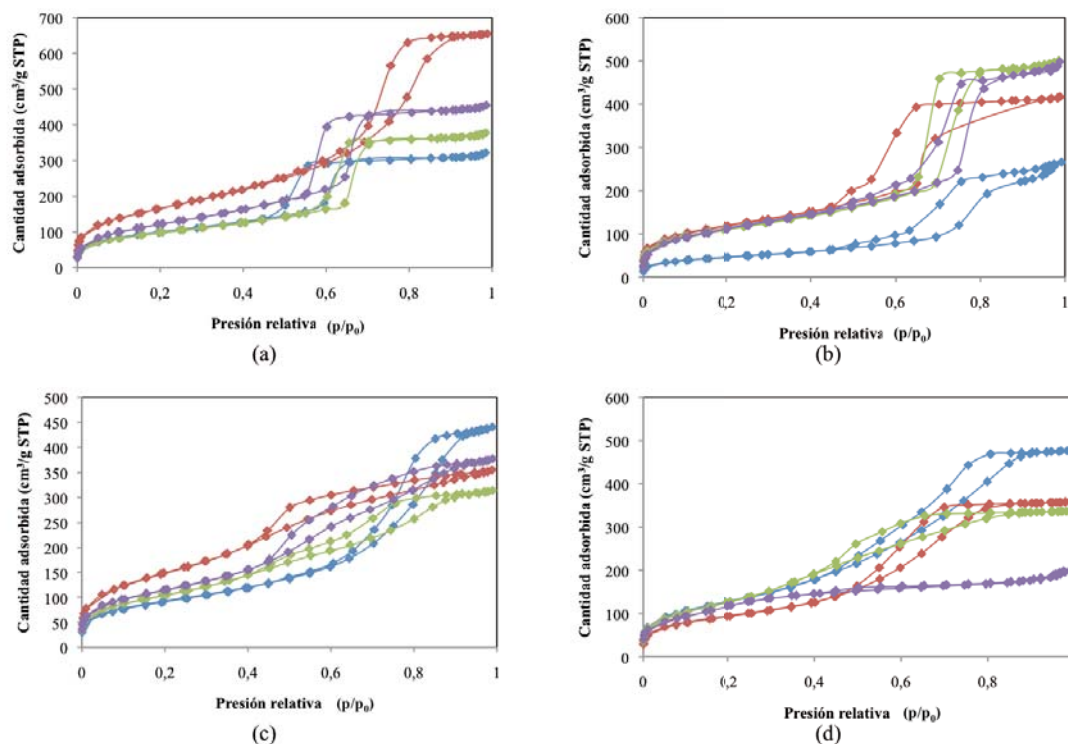 700
600
500
400
300
200
100
0
Cantidad adsorbida (cm³/g STP)
0 0,2 0,4 0,6 0,8 1
Presión relativa (p/p₀)
(a)
600
500
400
300
200
100
0
Cantidad adsorbida (cm³/g STP)
0 0,2 0,4 0,6 0,8 1
Presión relativa (p/p₀)
(b)
500
450
400
350
300
250
200
150
100
50
0
Cantidad adsorbida (cm³/g STP)
0 0,2 0,4 0,6 0,8 1
Presión relativa (p/p₀)
(c)
600
500
400
300
200
100
0
Cantidad adsorbida (cm³/g STP)
0 0,2 0,4 0,6 0,8
Presión relativa (p/p₀)
(d)